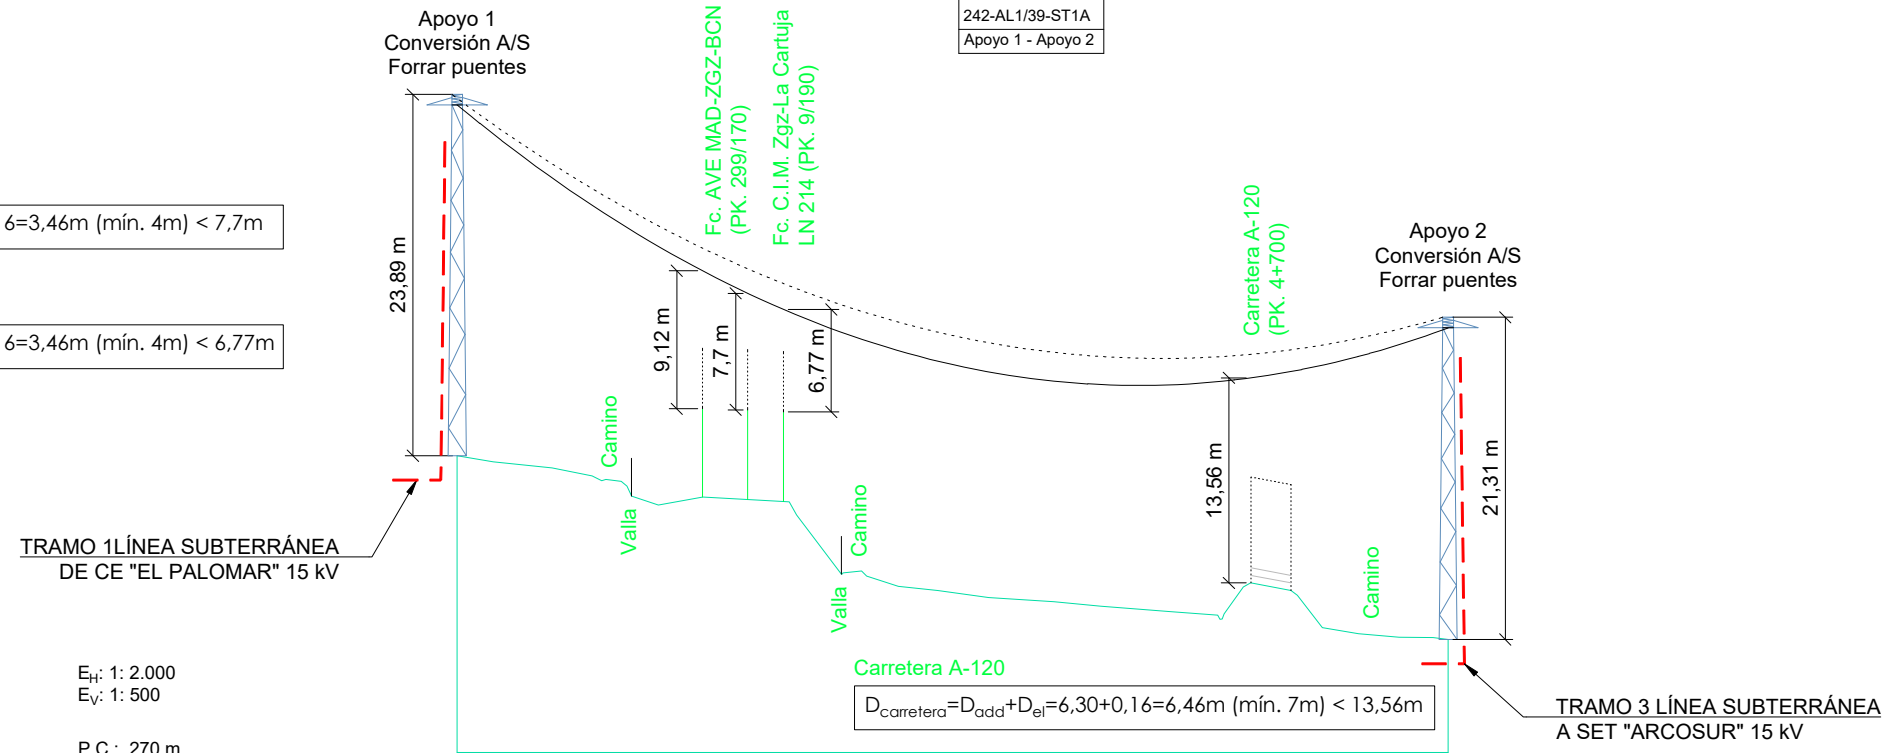 Apoyo 1
Conversión A/S
Forrar puentes
242-AL1/39-ST1A
Apoyo 1 - Apoyo 2
Fc. AVE MAD-ZGZ-BCN
(PK. 299/170)
Fc. C.I.M. Zgz-La Cartuja
LN 214 (PK. 9/190)
Carretera A-120
(PK. 4+700)
Apoyo 2
Conversión A/S
Forrar puentes
6=3,46m (mín. 4m) < 7,7m
6=3,46m (mín. 4m) < 6,77m
23,89 m
9,12 m
7,7 m
6,77 m
13,56 m
21,31 m
Camino
Valla
Camino
Valla
Camino
TRAMO 1LÍNEA SUBTERRÁNEA
DE CE "EL PALOMAR" 15 kV
EH: 1: 2.000
EV: 1: 500
P.C.: 270 m
Carretera A-120
Dcarretera=Dadd+Del=6,30+0,16=6,46m (mín. 7m) < 13,56m
TRAMO 3 LÍNEA SUBTERRÁNEA
A SET "ARCOSUR" 15 kV